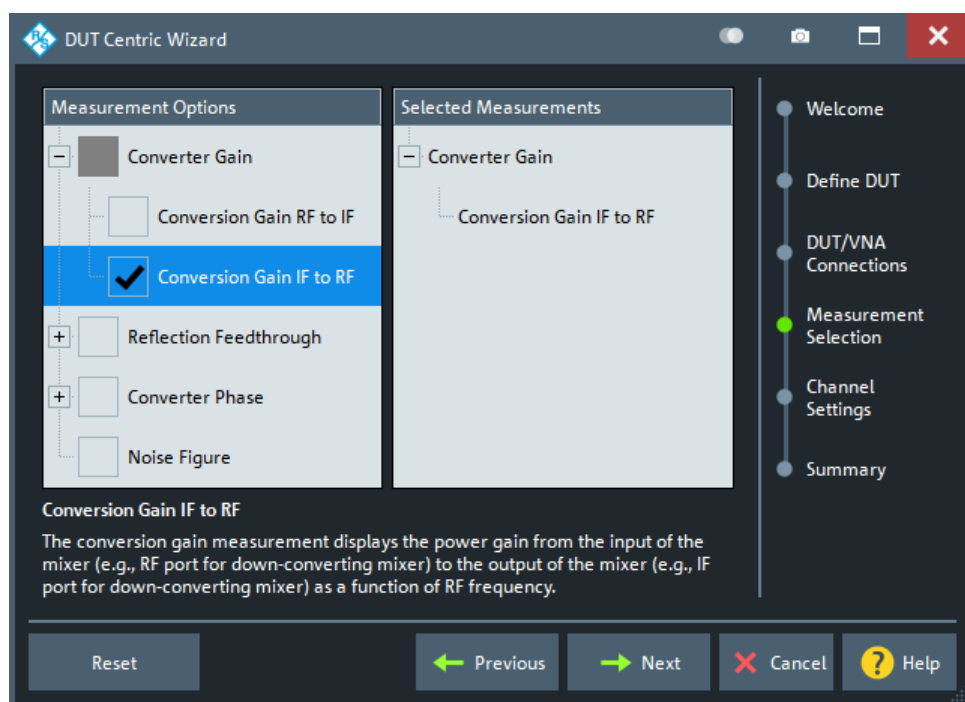 DUT Centric Wizard
Measurement Options
Converter Gain
Conversion Gain RF to IF
Conversion Gain IF to RF
Reflection Feedthrough
Converter Phase
Noise Figure
Selected Measurements
Converter Gain
Conversion Gain IF to RF
Welcome
Define DUT
DUT/VNA
Connections
Measurement
Selection
Channel
Settings
Summary
Conversion Gain IF to RF
The conversion gain measurement displays the power gain from the input of the
mixer (e.g., RF port for down-converting mixer) to the output of the mixer (e.g., IF
port for down-converting mixer) as a function of RF frequency.
Reset
Previous
Next
Cancel
? Help